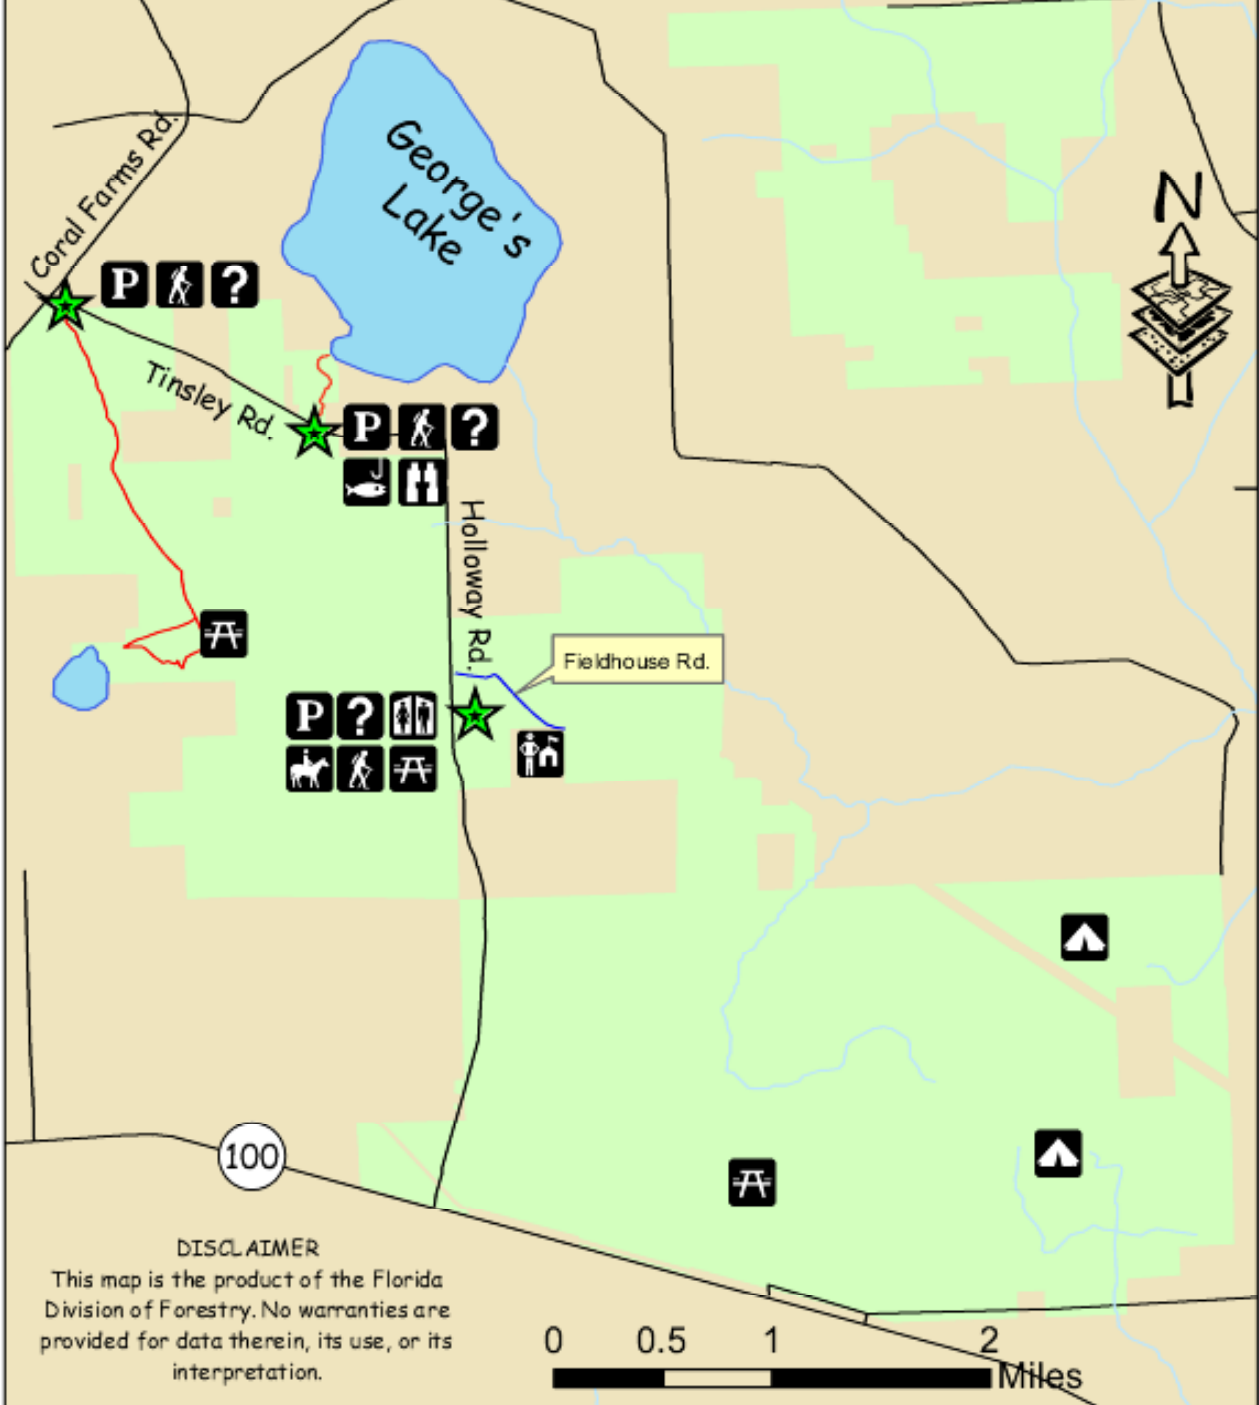 George's
Lake
N
Coral Farms Rd.
P
?
Tinsley Rd.
P
?
Holloway Rd.
Fieldhouse Rd.
P
?
100
DISCLAIMER
This map is the product of the Florida
Division of Forestry. No warranties are
provided for data therein, its use, or its
interpretation.
0 0.5 1 2
Miles